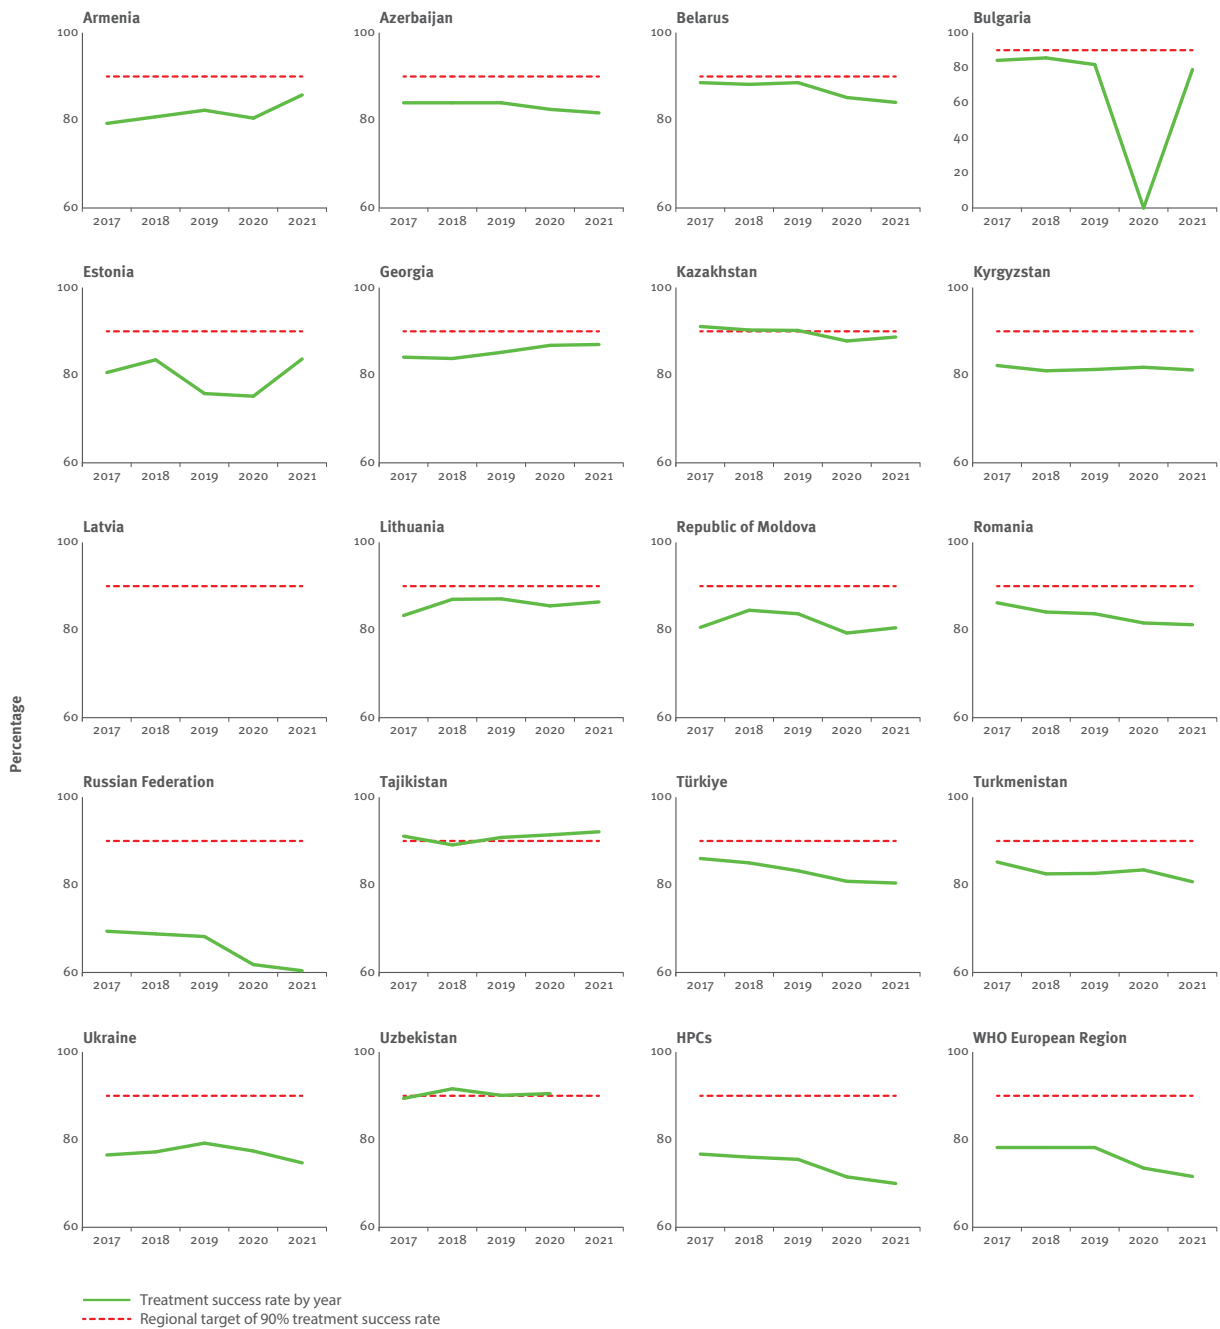 Percentage
Armenia
100
80
60
2017 2018 2019 2020 2021
Azerbaijan
100
80
60
2017 2018 2019 2020 2021
Belarus
100
80
60
2017 2018 2019 2020 2021
Bulgaria
100
80
60
40
20
0
2017 2018 2019 2020 2021
Estonia
100
80
60
2017 2018 2019 2020 2021
Georgia
100
80
60
2017 2018 2019 2020 2021
Kazakhstan
100
80
60
2017 2018 2019 2020 2021
Kyrgyzstan
100
80
60
2017 2018 2019 2020 2021
Latvia
100
80
60
2017 2018 2019 2020 2021
Lithuania
100
80
60
2017 2018 2019 2020 2021
Republic of Moldova
100
80
60
2017 2018 2019 2020 2021
Romania
100
80
60
2017 2018 2019 2020 2021
Russian Federation
100
80
60
2017 2018 2019 2020 2021
Tajikistan
100
80
60
2017 2018 2019 2020 2021
Türkiye
100
80
60
2017 2018 2019 2020 2021
Turkmenistan
100
80
60
2017 2018 2019 2020 2021
Ukraine
100
80
60
2017 2018 2019 2020 2021
Uzbekistan
100
80
60
2017 2018 2019 2020 2021
HPCs
100
80
60
2017 2018 2019 2020 2021
WHO European Region
100
80
60
2017 2018 2019 2020 2021
Treatment success rate by year
Regional target of 90% treatment success rate